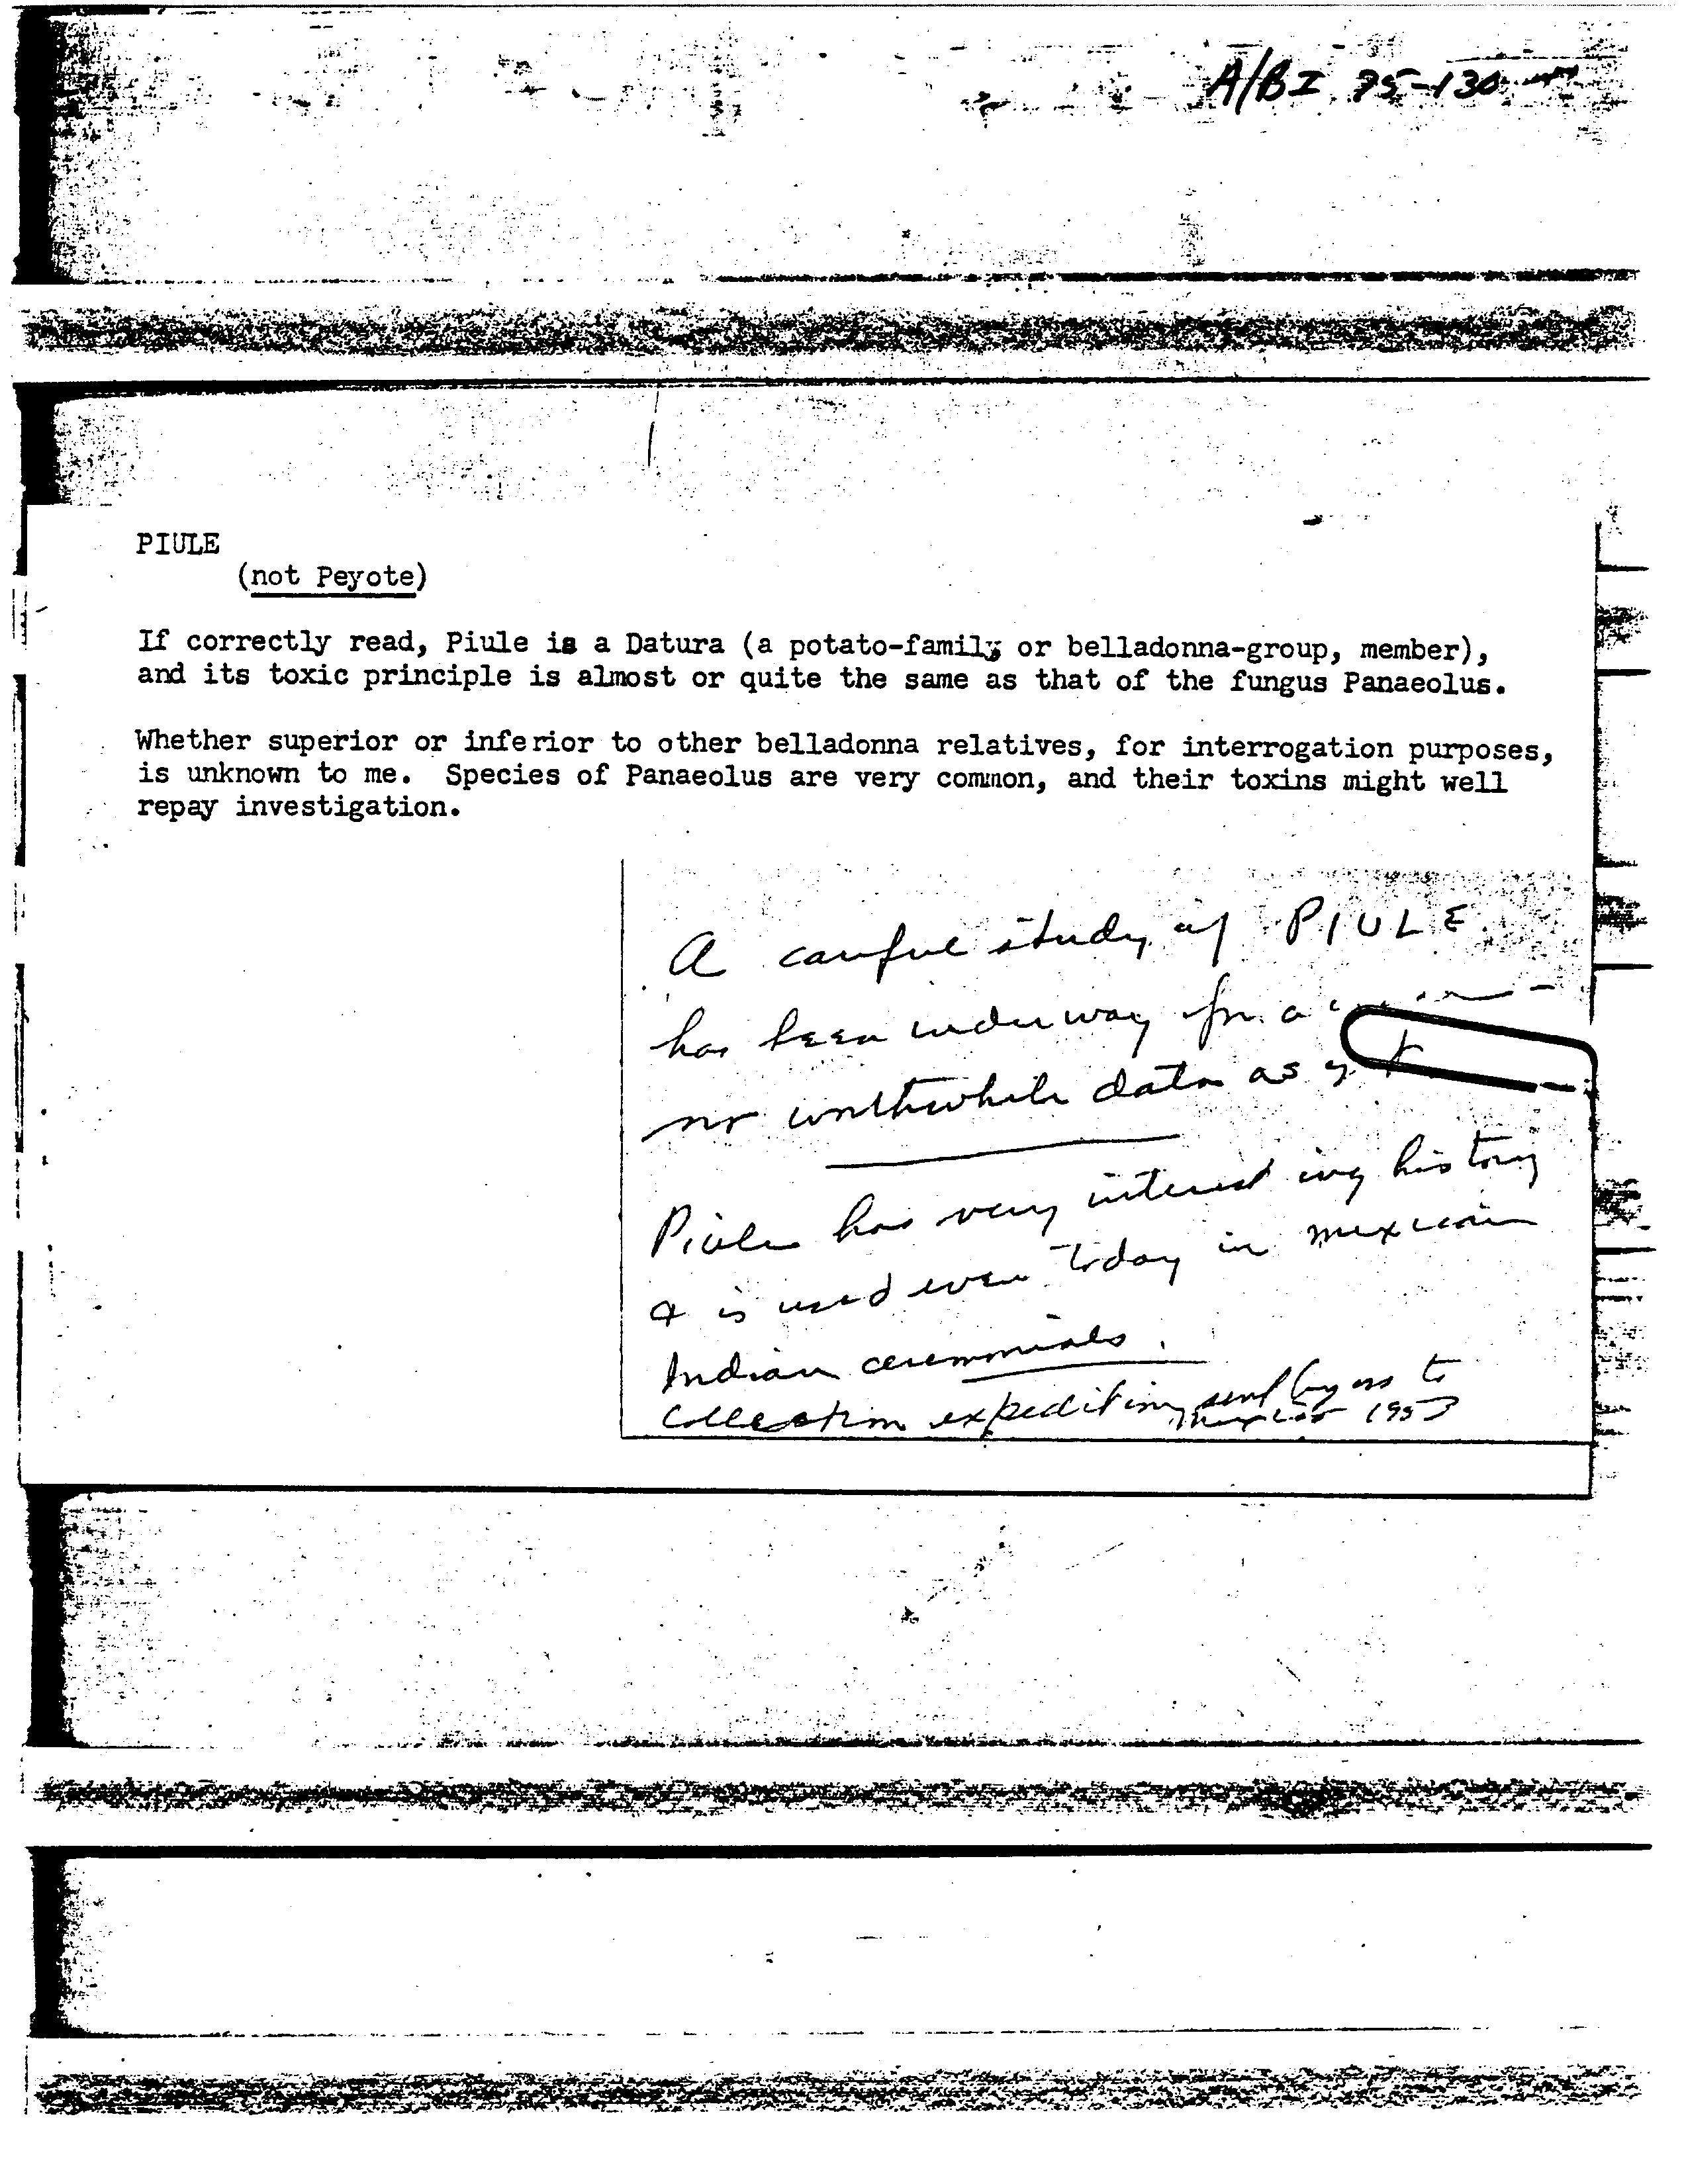 A/BI 75-130
PIULE
(not Peyote)
If correctly read, Piule is a Datura (a potato-family or belladonna-group, member),
and its toxic principle is almost or quite the same as that of the fungus Panaeolus.
Whether superior or inferior to other belladonna relatives, for interrogation purposes,
is unknown to me. Species of Panaeolus are very common, and their toxins might well
repay investigation.
A careful study of PIULE
has been underway for a
no worthwhile data as yet
Piule has very interesting history
& is used even today in Mexican
Indian ceremonials.
Collection expedition sent by us to
Mexico 1953